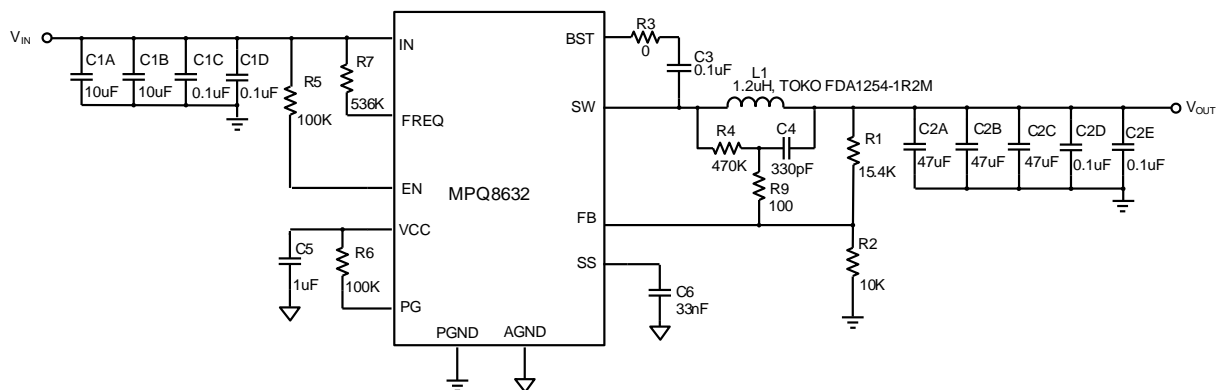 V_IN
C1A
10uF
C1B
10uF
C1C
0.1uF
C1D
0.1uF
R5
100K
R7
536K
IN
FREQ
EN
VCC
PG
MPQ8632
PGND
AGND
BST
SW
FB
SS
C5
1uF
R6
100K
R3
0
C3
0.1uF
L1
1.2uH, TOKO FDA1254-1R2M
R4
470K
C4
330pF
R9
100
R1
15.4K
R2
10K
C6
33nF
C2A
47uF
C2B
47uF
C2C
47uF
C2D
0.1uF
C2E
0.1uF
V_OUT